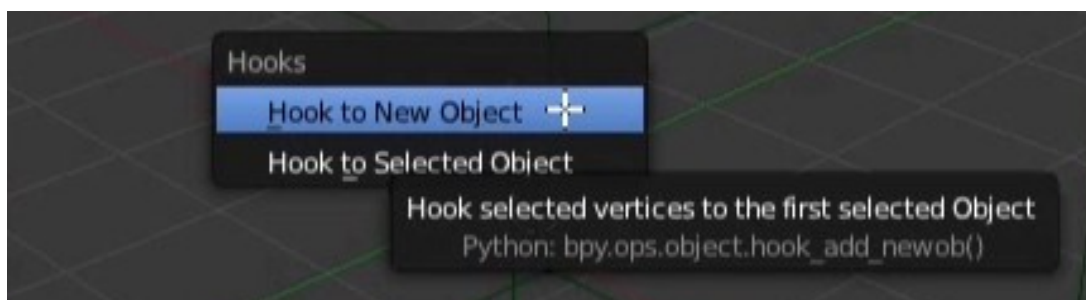 Hooks
Hook to New Object
Hook to Selected Object
Hook selected vertices to the first selected Object
Python: bpy.ops.object.hook_add_newob()